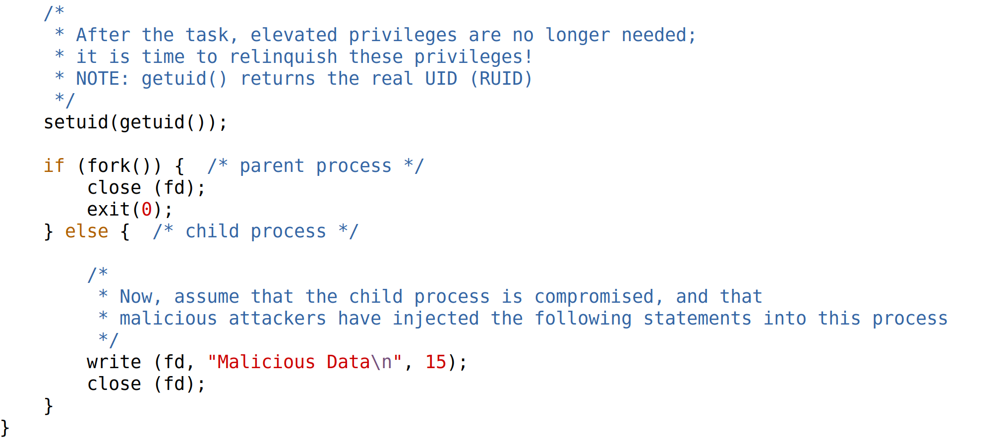 /*
 * After the task, elevated privileges are no longer needed;
 * it is time to relinquish these privileges!
 * NOTE: getuid() returns the real UID (RUID)
 */
setuid(getuid());
if (fork()) {  /* parent process */
    close (fd);
    exit(0);
} else {  /* child process */
    /*
     * Now, assume that the child process is compromised, and that
     * malicious attackers have injected the following statements into this process
     */
    write (fd, "Malicious Data\n", 15);
    close (fd);
}
}